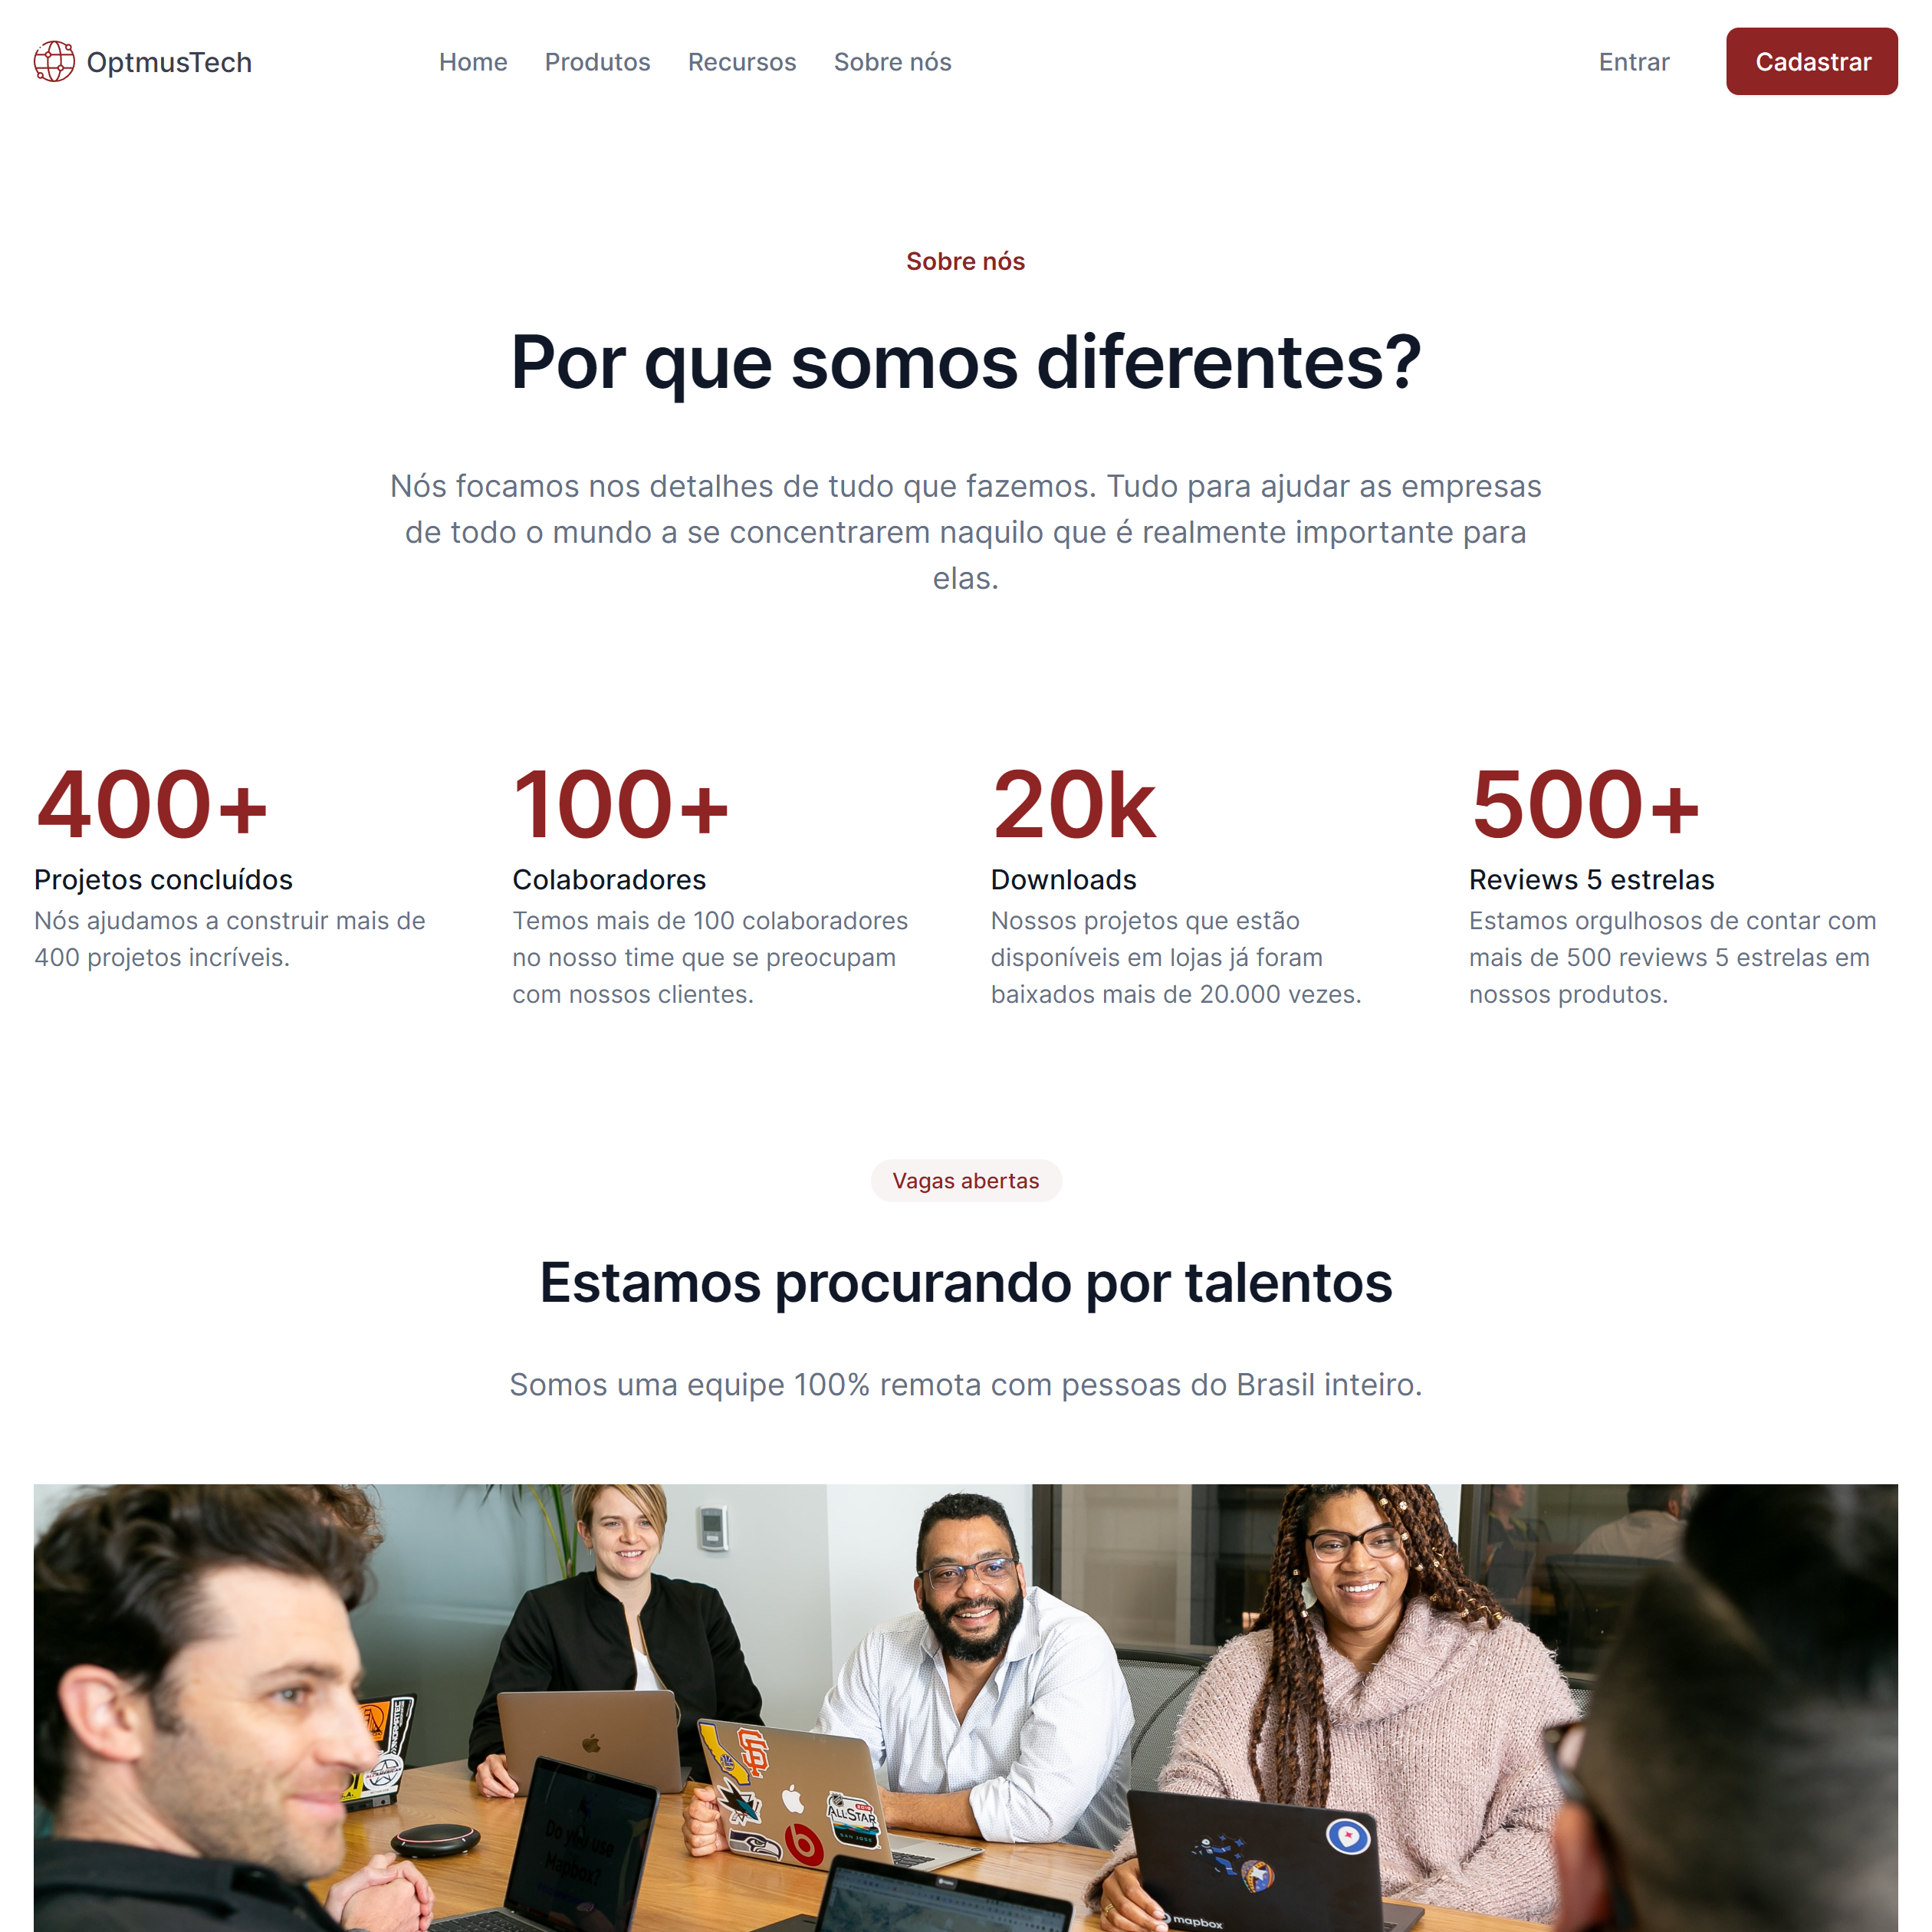 OptmusTech
Home
Produtos
Recursos
Sobre nós
Entrar
Cadastrar
Sobre nós
Por que somos diferentes?
Nós focamos nos detalhes de tudo que fazemos. Tudo para ajudar as empresas
de todo o mundo a se concentrarem naquilo que é realmente importante para
elas.
400+
Projetos concluídos
Nós ajudamos a construir mais de
400 projetos incríveis.
100+
Colaboradores
Temos mais de 100 colaboradores
no nosso time que se preocupam
com nossos clientes.
20k
Downloads
Nossos projetos que estão
disponíveis em lojas já foram
baixados mais de 20.000 vezes.
500+
Reviews 5 estrelas
Estamos orgulhosos de contar com
mais de 500 reviews 5 estrelas em
nossos produtos.
Vagas abertas
Estamos procurando por talentos
Somos uma equipe 100% remota com pessoas do Brasil inteiro.
SF
ALLSTAR
SAN JOSE
Do you use
Mapbox?
mapbox